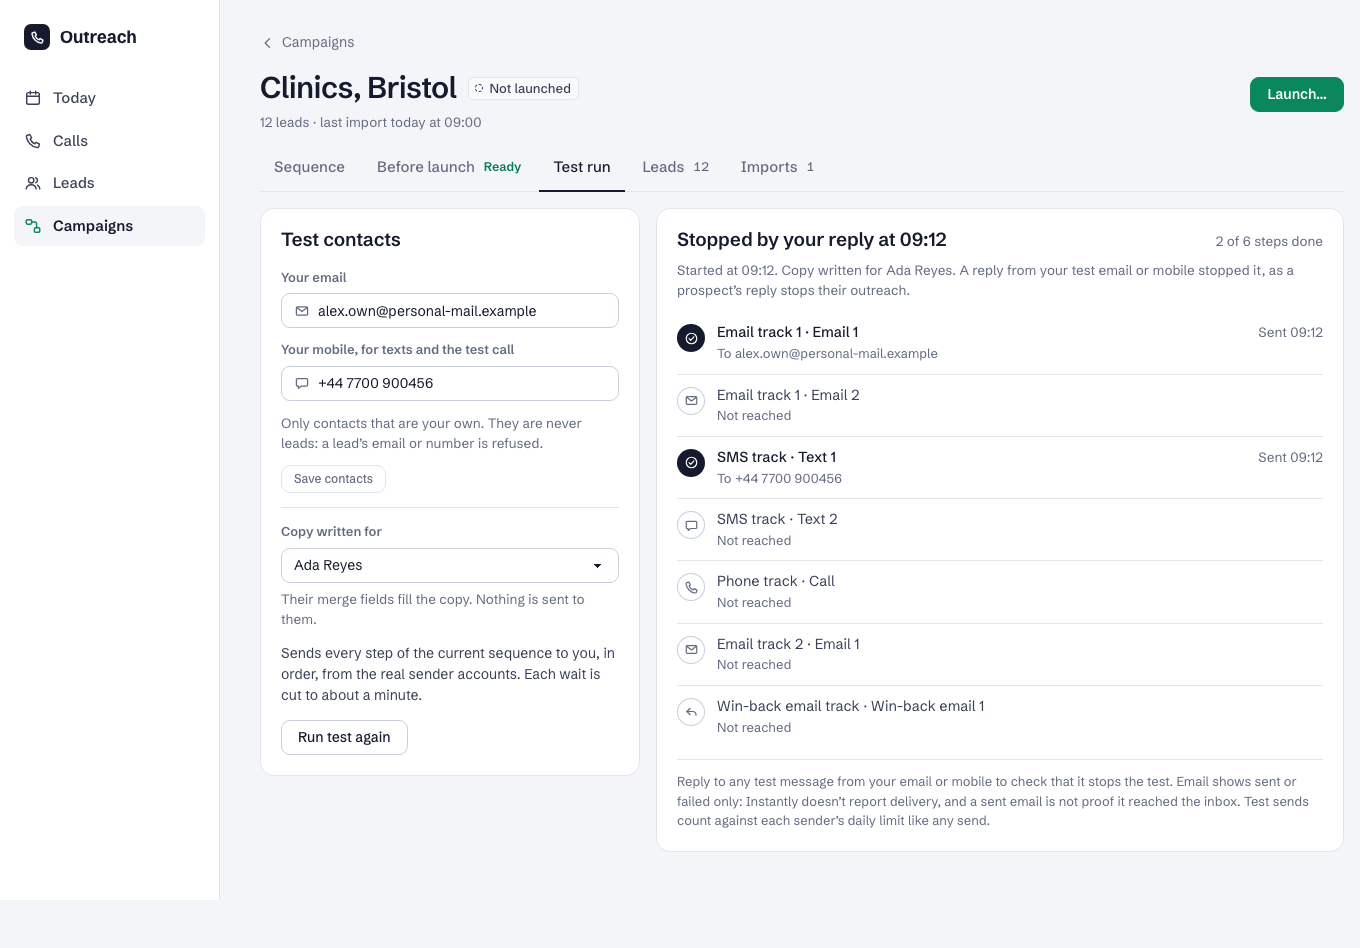 Outreach
Today
Calls
Leads
Campaigns
Campaigns
Clinics, Bristol
Not launched
Launch…
12 leads · last import today at 09:00
Sequence
Before launch Ready
Test run
Leads 12
Imports 1
Test contacts
Your email
alex.own@personal-mail.example
Your mobile, for texts and the test call
+44 7700 900456
Only contacts that are your own. They are never
leads: a lead’s email or number is refused.
Save contacts
Copy written for
Ada Reyes
Their merge fields fill the copy. Nothing is sent to
them.
Sends every step of the current sequence to you, in
order, from the real sender accounts. Each wait is
cut to about a minute.
Run test again
Stopped by your reply at 09:12
2 of 6 steps done
Started at 09:12. Copy written for Ada Reyes. A reply from your test email or mobile stopped it, as a
prospect’s reply stops their outreach.
Email track 1 · Email 1
Sent 09:12
To alex.own@personal-mail.example
Email track 1 · Email 2
Not reached
SMS track · Text 1
Sent 09:12
To +44 7700 900456
SMS track · Text 2
Not reached
Phone track · Call
Not reached
Email track 2 · Email 1
Not reached
Win-back email track · Win-back email 1
Not reached
Reply to any test message from your email or mobile to check that it stops the test. Email shows sent or
failed only: Instantly doesn’t report delivery, and a sent email is not proof it reached the inbox. Test sends
count against each sender’s daily limit like any send.